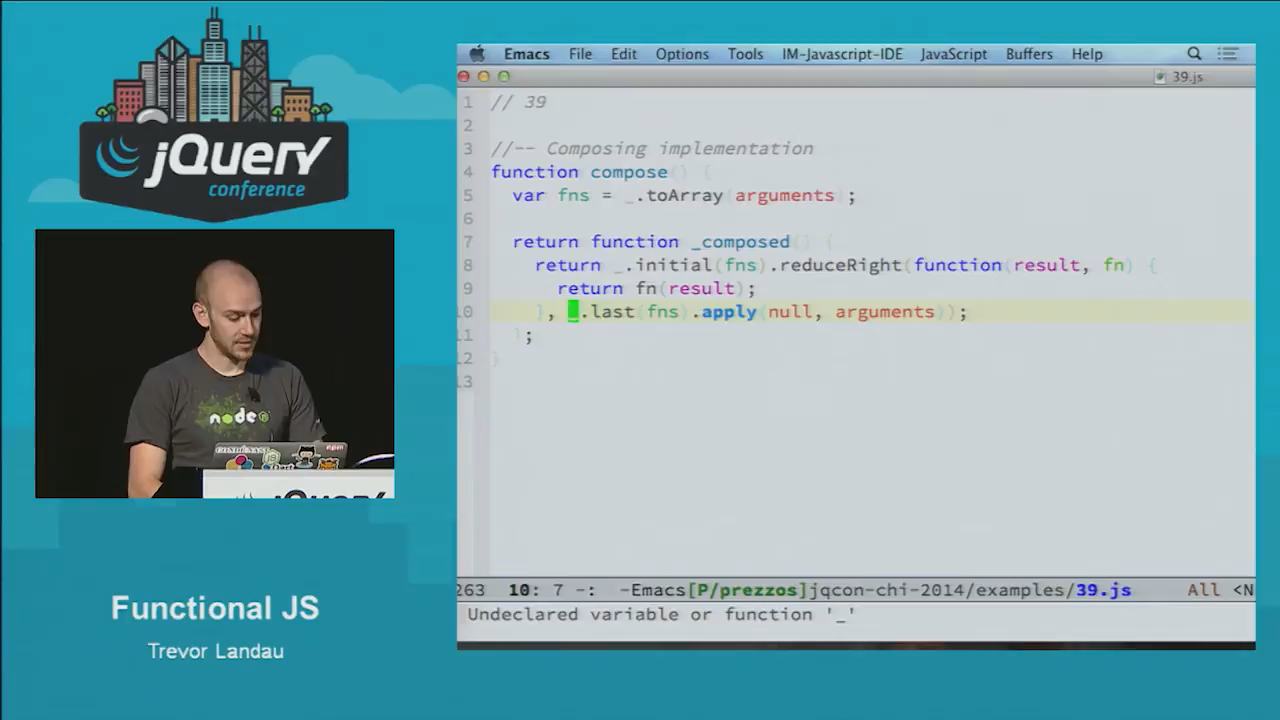 jQuery
conference
Emacs File Edit Options Tools IM-Javascript-IDE JavaScript Buffers Help
39.js
1 // 39
2
3 //-- Composing implementation
4 function compose() {
5 var fns = _.toArray(arguments);
6
7 return function _composed() {
8 return _.initial(fns).reduceRight(function(result, fn) {
9 return fn(result);
10 }, _.last(fns).apply(null, arguments));
11 };
12 }
13
263 10: 7 -: -Emacs[P/prezzos]jqcon-chi-2014/examples/39.js All <N
Undeclared variable or function '_'
node
jQuery
Functional JS
Trevor Landau